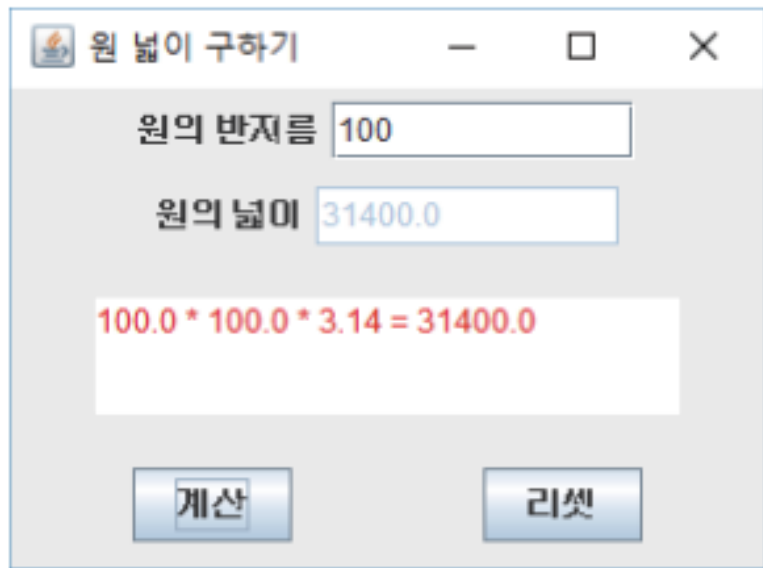 원 넓이 구하기
원의 반지름 100
원의 넓이 31400.0
100.0 * 100.0 * 3.14 = 31400.0
계산 리셋